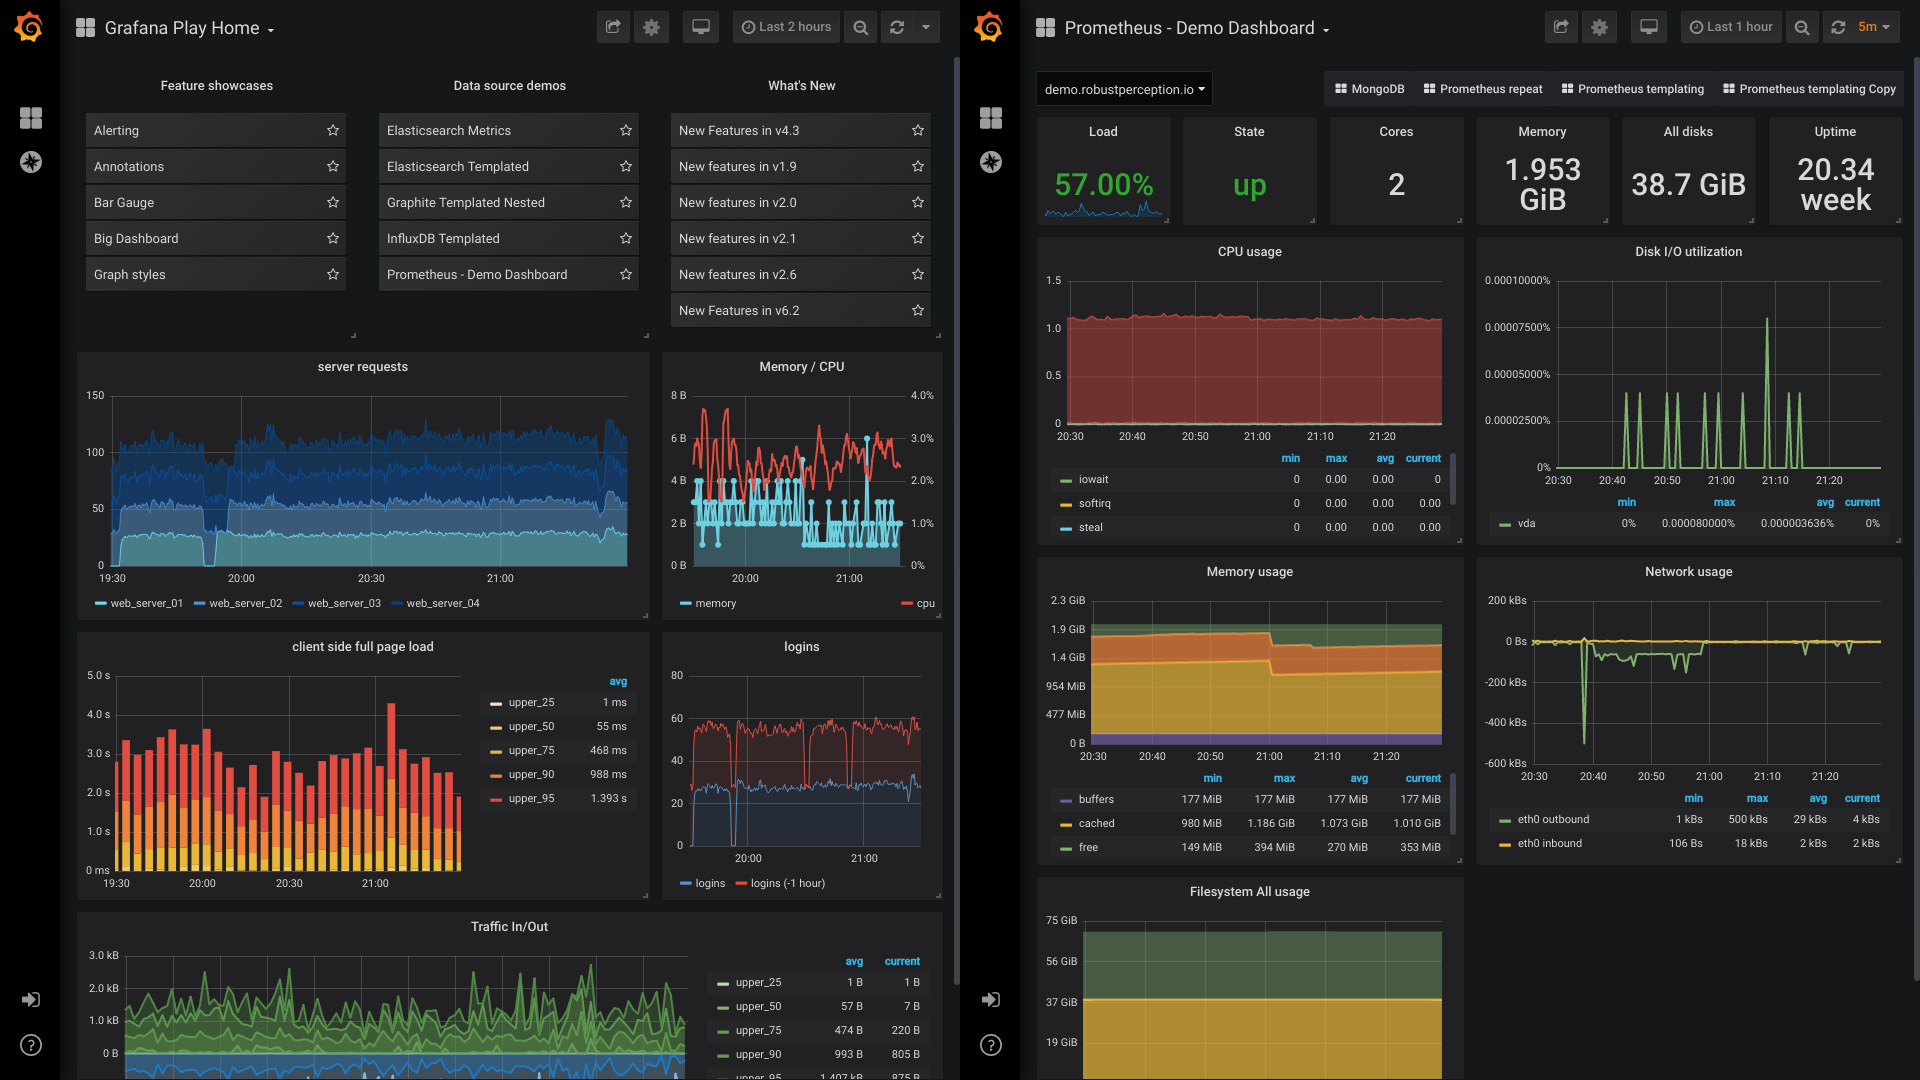 Grafana Play Home
Last 2 hours
Feature showcases
Alerting
Annotations
Bar Gauge
Big Dashboard
Graph styles
Data source demos
Elasticsearch Metrics
Elasticsearch Templated
Graphite Templated Nested
InfluxDB Templated
Prometheus - Demo Dashboard
What's New
New Features in v4.3
New features in v1.9
New features in v2.0
New features in v2.1
New features in v2.6
New Features in v6.2
server requests
150
100
50
0
19:30 20:00 20:30 21:00
web_server_01 web_server_02 web_server_03 web_server_04
Memory / CPU
8 B 4.0%
6 B 3.0%
4 B 2.0%
2 B 1.0%
0 B 0%
20:00 21:00
memory cpu
client side full page load
5.0 s
4.0 s
3.0 s
2.0 s
1.0 s
0 ms
19:30 20:00 20:30 21:00
avg
upper_25 1 ms
upper_50 55 ms
upper_75 468 ms
upper_90 988 ms
upper_95 1.393 s
logins
80
60
40
20
0
20:00 21:00
logins logins (-1 hour)
Traffic In/Out
3.0 kB
2.0 kB
1.0 kB
0 B
avg current
upper_25 1 B 1 B
upper_50 57 B 7 B
upper_75 474 B 220 B
upper_90 993 B 805 B
upper_95 1.407 kB 875 B
?
Prometheus - Demo Dashboard
Last 1 hour
5m
demo.robustperception.io
MongoDB Prometheus repeat Prometheus templating Prometheus templating Copy
Load
57.00%
State
up
Cores
2
Memory
1.953
GiB
All disks
38.7 GiB
Uptime
20.34
week
CPU usage
1.5
1.0
0.5
0
20:30 20:40 20:50 21:00 21:10 21:20
min max avg current
iowait 0 0.00 0.00 0
softirq 0 0.00 0.00 0.00
steal 0 0.00 0.00 0.00
Disk I/O utilization
0.00010000%
0.00007500%
0.00005000%
0.00002500%
0%
20:30 20:40 20:50 21:00 21:10 21:20
min max avg current
vda 0% 0.000080000% 0.000003636% 0%
Memory usage
2.3 GiB
1.9 GiB
1.4 GiB
954 MiB
477 MiB
0 B
20:30 20:40 20:50 21:00 21:10 21:20
min max avg current
buffers 177 MiB 177 MiB 177 MiB 177 MiB
cached 980 MiB 1.186 GiB 1.073 GiB 1.010 GiB
free 149 MiB 394 MiB 270 MiB 353 MiB
Network usage
200 kBs
0 Bs
-200 kBs
-400 kBs
-600 kBs
20:30 20:40 20:50 21:00 21:10 21:20
min max avg current
eth0 outbound 1 kBs 500 kBs 29 kBs 4 kBs
eth0 inbound 106 Bs 18 kBs 2 kBs 2 kBs
Filesystem All usage
75 GiB
56 GiB
37 GiB
19 GiB
?